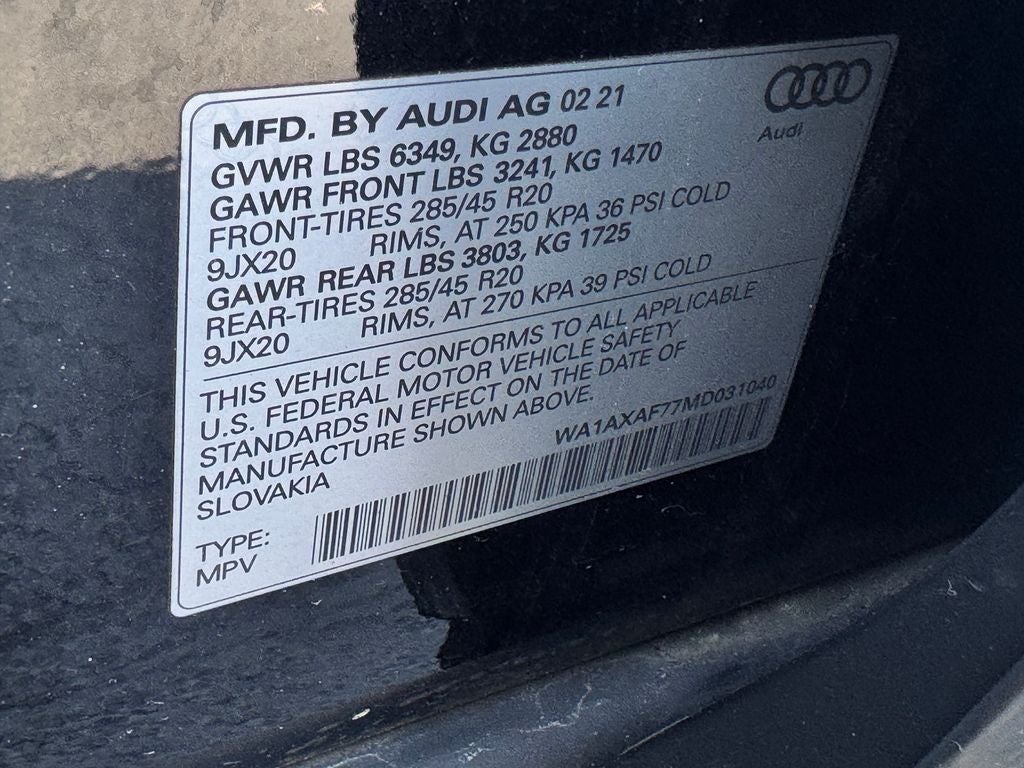 MFD. BY AUDI AG 02 21
GVWR LBS 6349, KG 2880
GAWR FRONT LBS 3241, KG 1470
FRONT-TIRES 285/45 R20
9JX20 RIMS, AT 250 KPA 36 PSI COLD
GAWR REAR LBS 3803, KG 1725
REAR-TIRES 285/45 R20
9JX20 RIMS, AT 270 KPA 39 PSI COLD
Audi
THIS VEHICLE CONFORMS TO ALL APPLICABLE
U.S. FEDERAL MOTOR VEHICLE SAFETY
STANDARDS IN EFFECT ON THE DATE OF
MANUFACTURE SHOWN ABOVE.
SLOVAKIA
WA1AXAF77MD031040
TYPE:
MPV